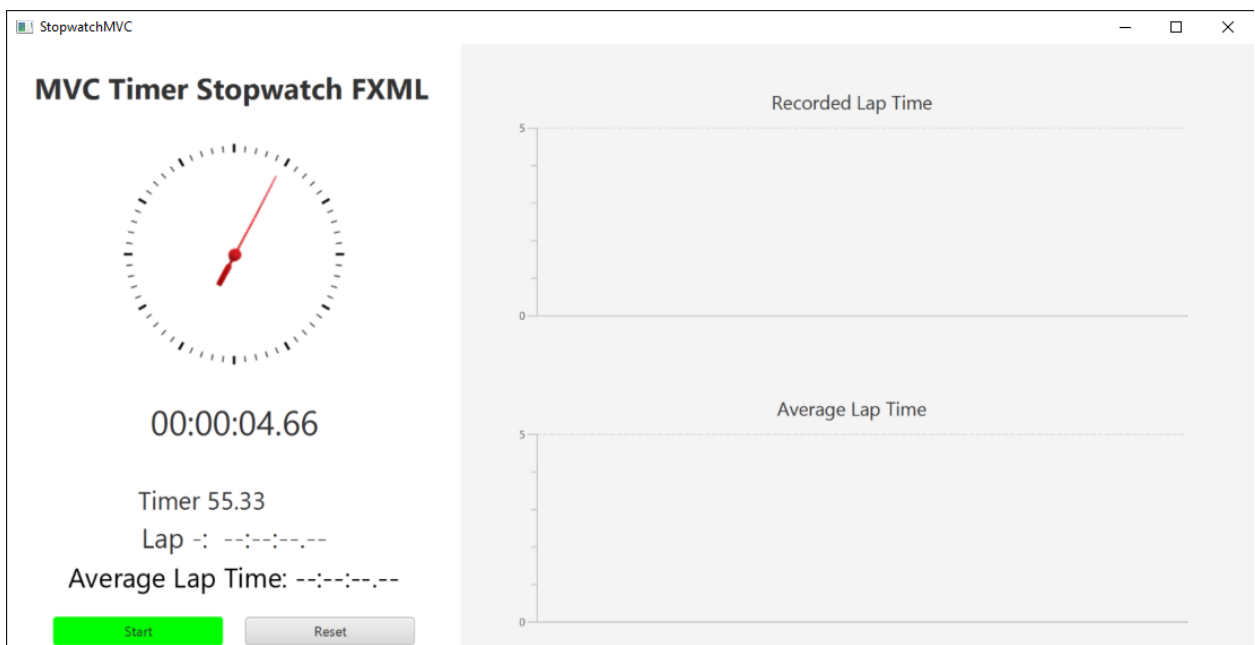 StopwatchMVC
MVC Timer Stopwatch FXML
00:00:04.66
Timer 55.33
Lap -:  --:--:--.--
Average Lap Time: --:--:--.--
Start
Reset
Recorded Lap Time
5
0
Average Lap Time
5
0